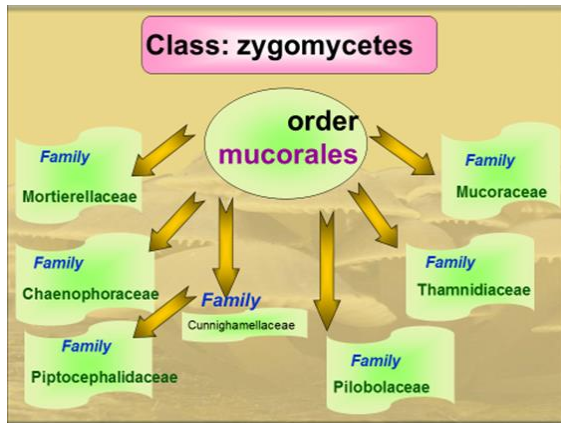 Class: zygomycetes
order
mucorales
Family
Mortierellaceae
Family
Mucoraceae
Family
Chaenophoraceae
Family
Cunnighamellaceae
Family
Thamnidiaceae
Family
Piptocephalidaceae
Family
Pilobolaceae